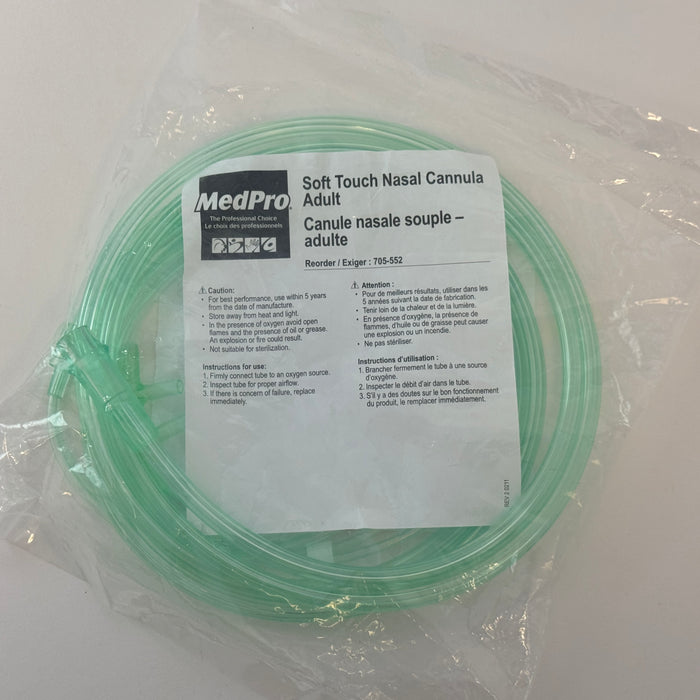 MedPro
The Professional Choice
Le choix des professionnels
Soft Touch Nasal Cannula
Adult
Canule nasale souple –
adulte
Reorder / Exiger : 705-552
⚠ Caution:
• For best performance, use within 5 years
from the date of manufacture.
• Store away from heat and light.
• In the presence of oxygen avoid open
flames and the presence of oil or grease.
An explosion or fire could result.
• Not suitable for sterilization.
Instructions for use:
1. Firmly connect tube to an oxygen source.
2. Inspect tube for proper airflow.
3. If there is concern of failure, replace
immediately.
⚠ Attention :
• Pour de meilleurs résultats, utiliser dans les
5 années suivant la date de fabrication.
• Tenir loin de la chaleur et de la lumière.
• En présence d'oxygène, la présence de
flammes, d'huile ou de graisse peut causer
une explosion ou un incendie.
• Ne pas stériliser.
Instructions d'utilisation :
1. Brancher fermement le tube à une source
d'oxygène.
2. Inspecter le débit d'air dans le tube.
3. S'il y a des doutes sur le bon fonctionnement
du produit, le remplacer immédiatement.
REV 2 0211